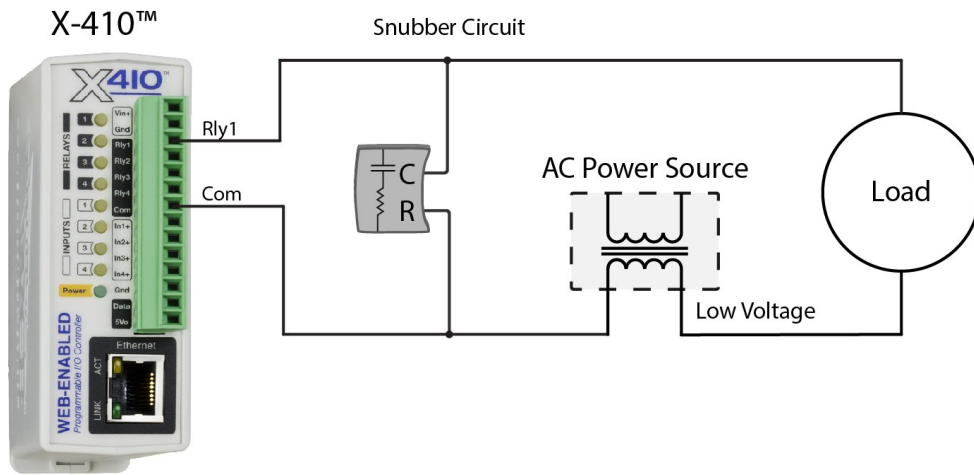 X-410™
Snubber Circuit
X410™
Vin+
Gnd
Rly1
Rly2
Rly3
Rly4
Com
In1+
In2+
In3+
In4+
Gnd
Data
5Vo
RELAYS
1
2
3
4
INPUTS
1
2
3
4
Power
WEB-ENABLED
Programmable I/O Controller
Ethernet
ACT
LINK
Rly1
Com
C
R
AC Power Source
Low Voltage
Load